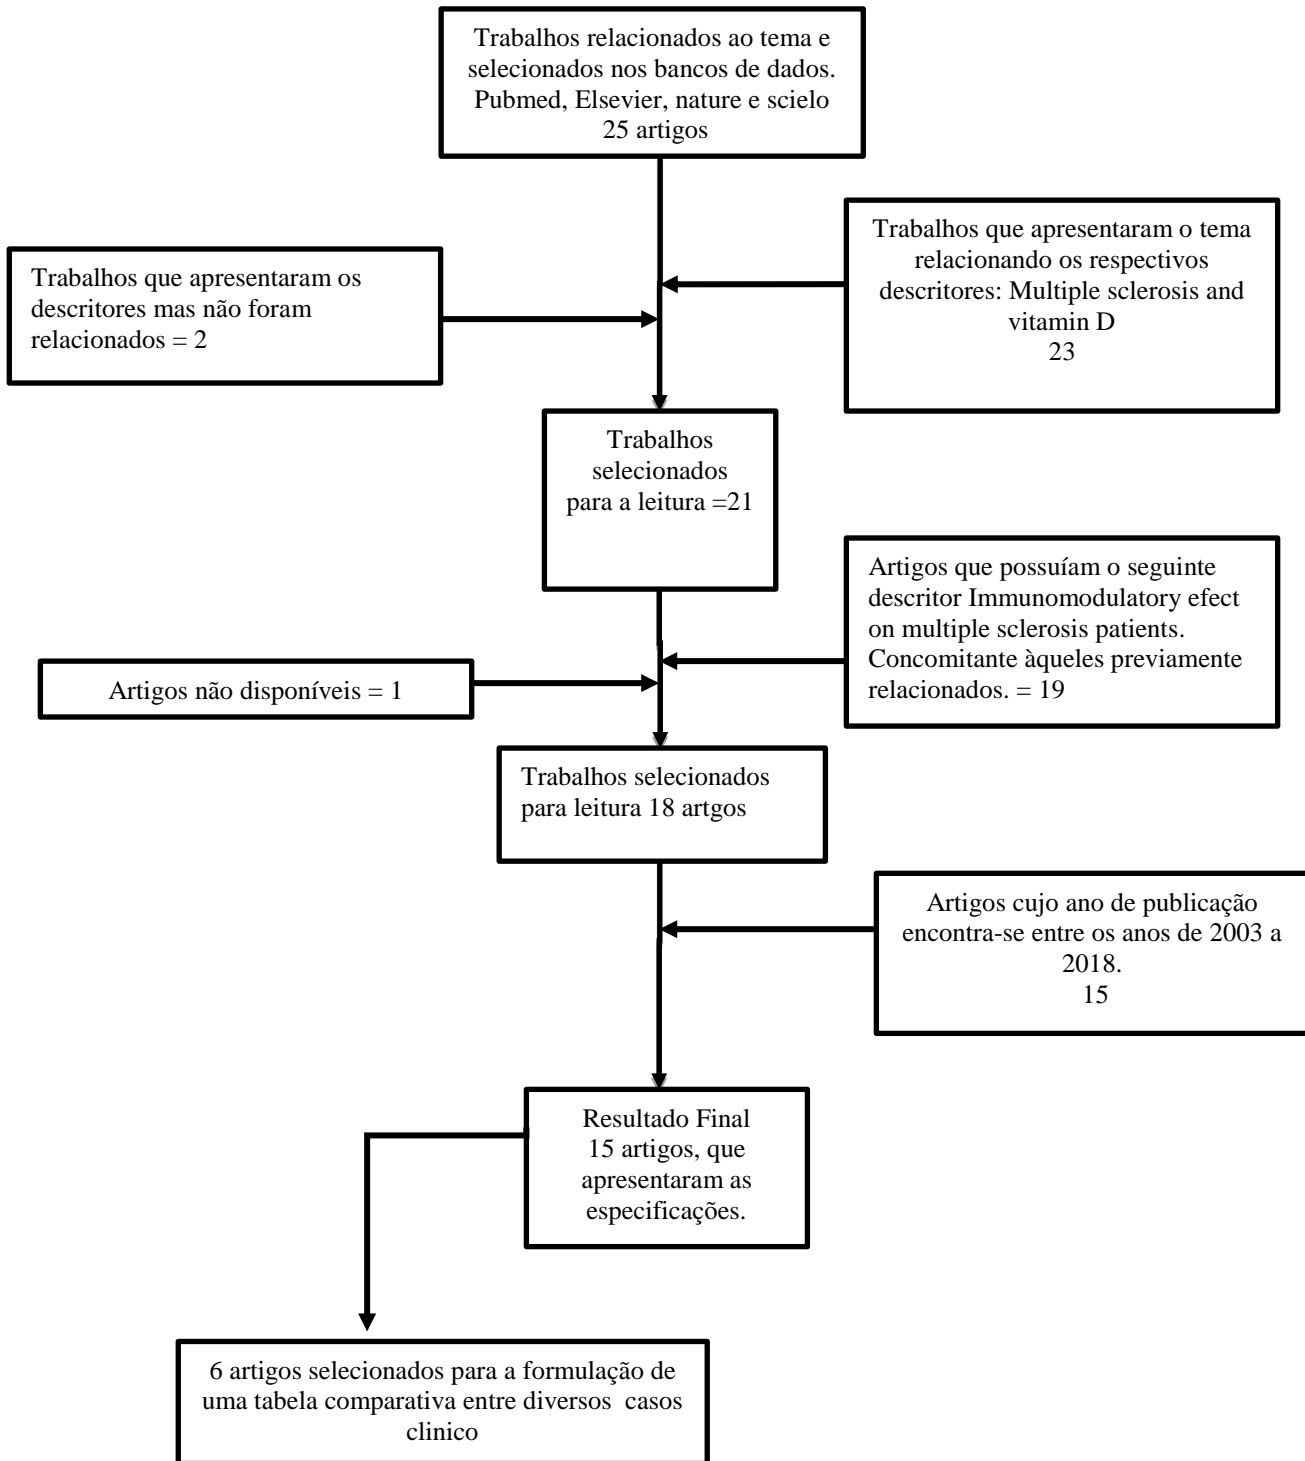 Trabalhos relacionados ao tema e
selecionados nos bancos de dados.
Pubmed, Elsevier, nature e scielo
25 artigos
Trabalhos que apresentaram o tema
relacionando os respectivos
descritores: Multiple sclerosis and
vitamin D
23
Trabalhos que apresentaram os
descritores mas não foram
relacionados = 2
Trabalhos
selecionados
para a leitura =21
Artigos que possuíam o seguinte
descritor Immunomodulatory efect
on multiple sclerosis patients.
Concomitante àqueles previamente
relacionados. = 19
Artigos não disponíveis = 1
Trabalhos selecionados
para leitura 18 artgos
Artigos cujo ano de publicação
encontra-se entre os anos de 2003 a
2018.
15
Resultado Final
15 artigos, que
apresentaram as
especificações.
6 artigos selecionados para a formulação de
uma tabela comparativa entre diversos casos
clinico